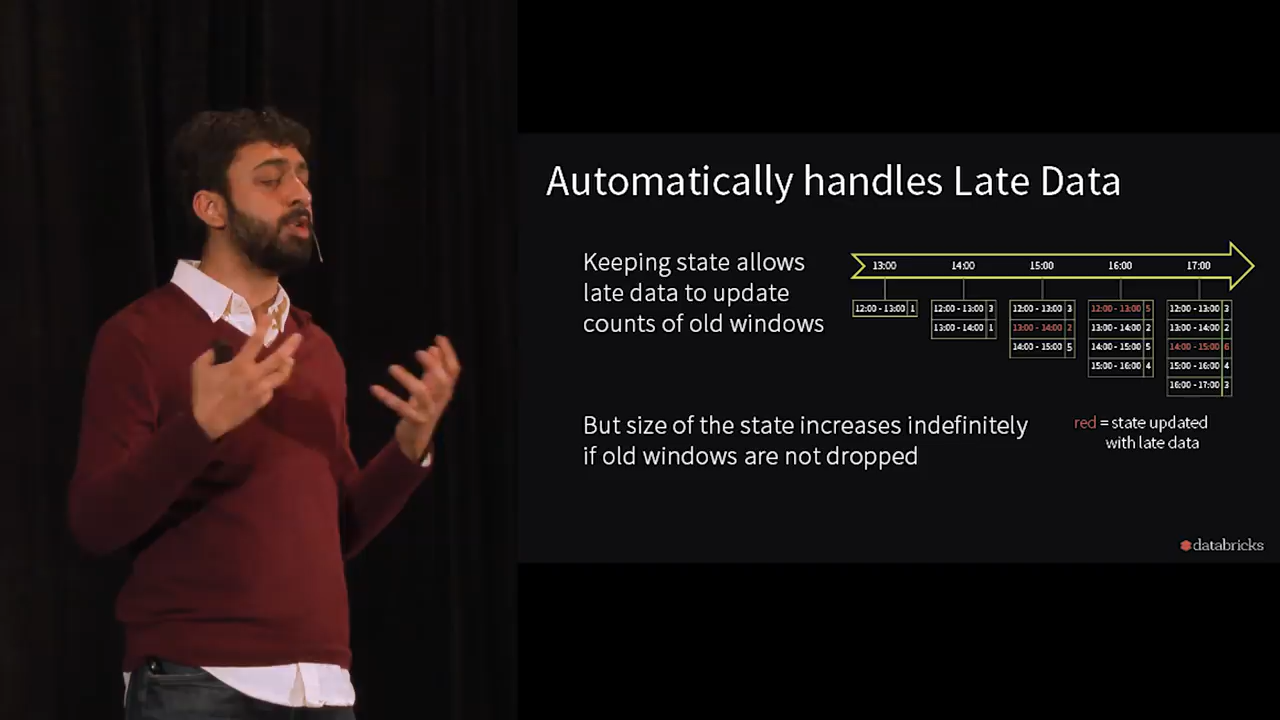 Automatically handles Late Data
Keeping state allows
late data to update
counts of old windows
13:00 14:00 15:00 16:00 17:00
12:00 - 13:00 1
12:00 - 13:00 3
13:00 - 14:00 1
12:00 - 13:00 3
13:00 - 14:00 2
14:00 - 15:00 5
12:00 - 13:00 5
13:00 - 14:00 2
14:00 - 15:00 5
15:00 - 16:00 4
12:00 - 13:00 3
13:00 - 14:00 2
14:00 - 15:00 6
15:00 - 16:00 4
16:00 - 17:00 3
But size of the state increases indefinitely
if old windows are not dropped
red = state updated
with late data
databricks